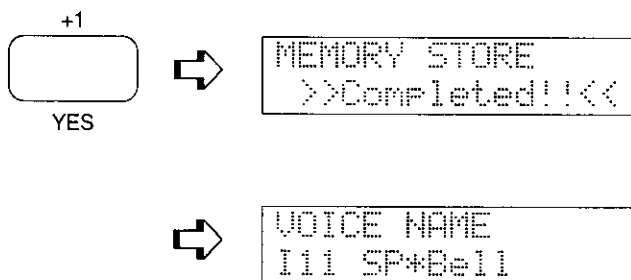 +1
YES
MEMORY STORE
>>Completed!!<<
VOICE NAME
I11 SP*Bell